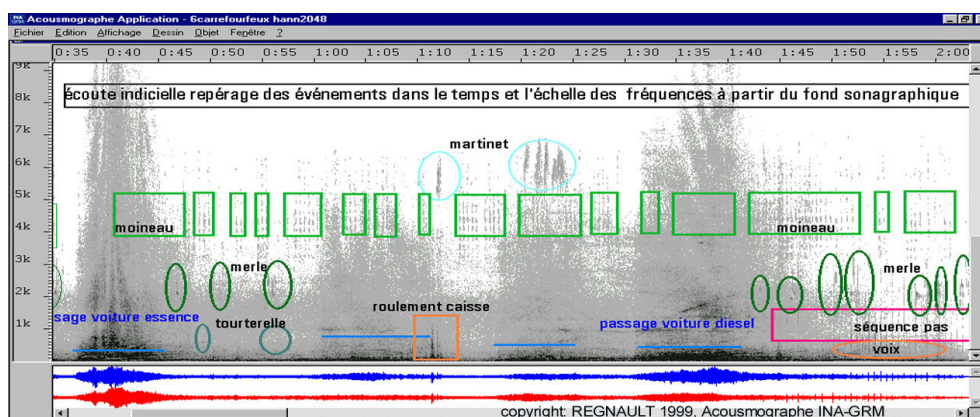 INA GRM Acousmographe Application - 6carrefourfeux hann2048
Fichier Edition Affichage Dessin Objet Fenêtre ?
0:35 0:40 0:45 0:50 0:55 1:00 1:05 1:10 1:15 1:20 1:25 1:30 1:35 1:40 1:45 1:50 1:55 2:00
9k
écoute indicielle repérage des événements dans le temps et l'échelle des fréquences à partir du fond sonagraphique
8k
7k
martinet
6k
5k
4k
moineau moineau
3k
merle merle
2k
roulement caisse
sage voiture essence tourterelle passage voiture diesel séquence pas
1k
voix
copyright: REGNAULT 1999, Acousmographe INA-GRM